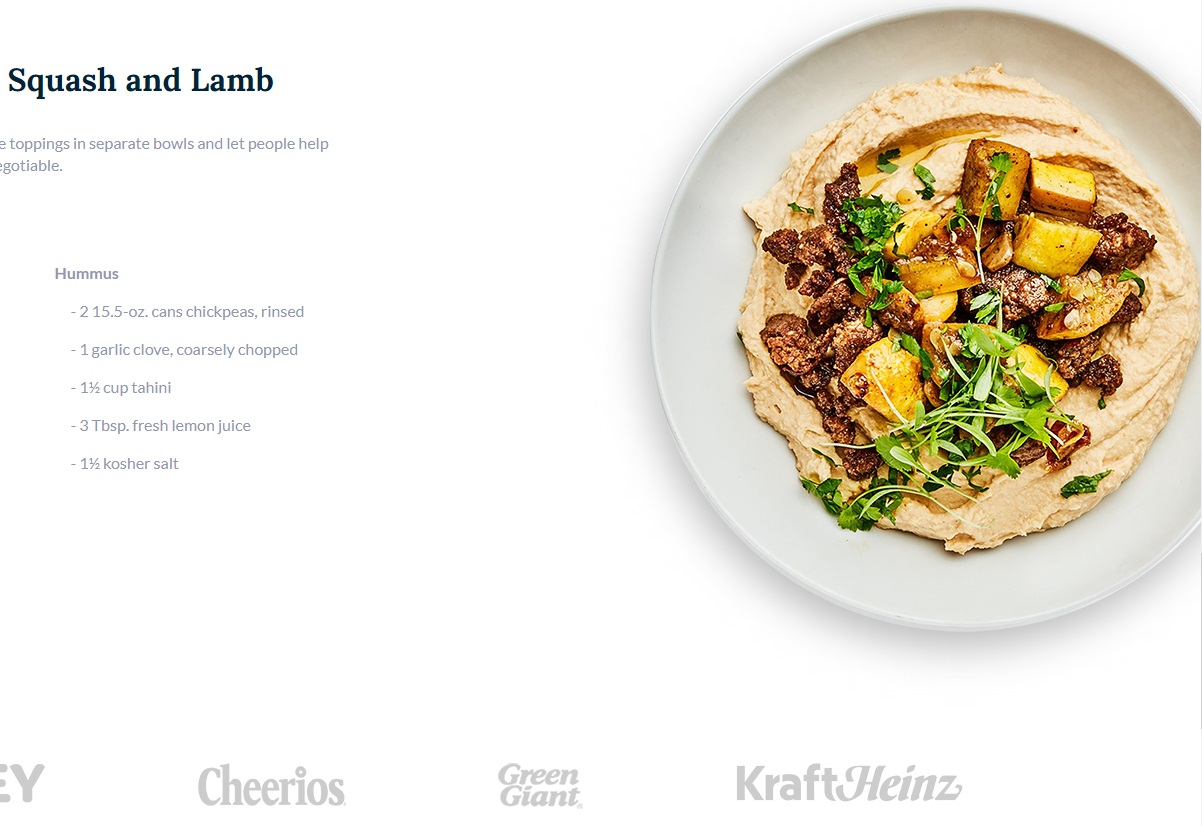 Squash and Lamb
e toppings in separate bowls and let people help
egotiable.
Hummus
- 2 15.5-oz. cans chickpeas, rinsed
- 1 garlic clove, coarsely chopped
- 1½ cup tahini
- 3 Tbsp. fresh lemon juice
- 1½ kosher salt
EY
Cheerios
Green
Giant
KraftHeinz